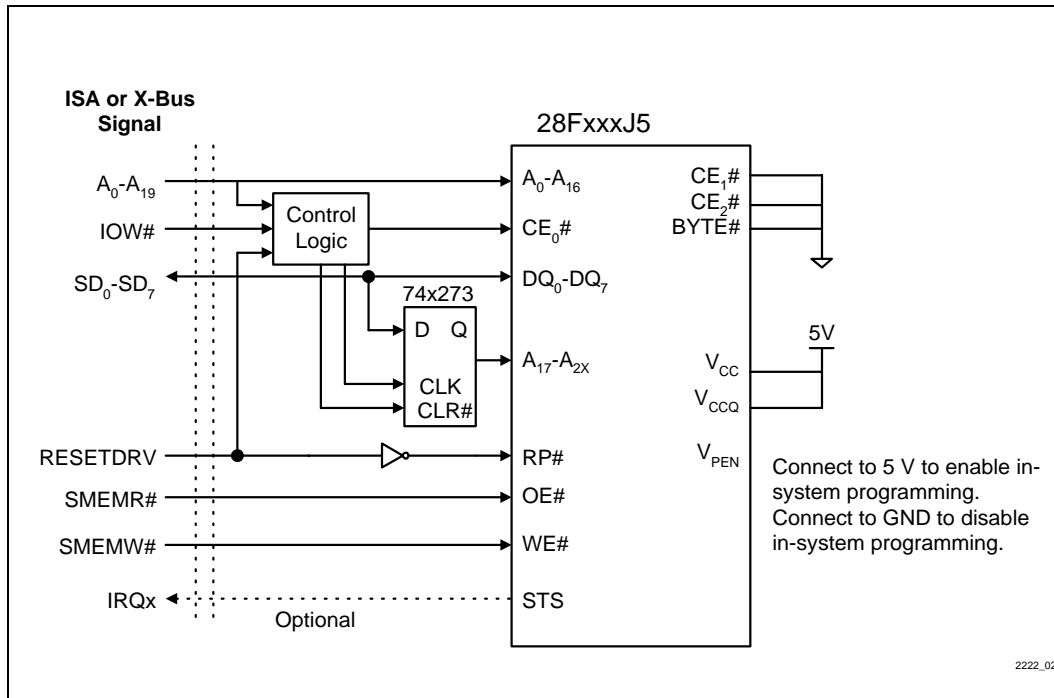 ISA or X-Bus
Signal
28FxxxJ5
A0-A19
A0-A16
CE1#
CE2#
BYTE#
IOW#
Control
Logic
CE0#
SD0-SD7
DQ0-DQ7
74x273
D Q
CLK
CLR#
A17-A2X
5V
VCC
VCCQ
RESETDRV
RP#
VPEN
Connect to 5 V to enable in-
system programming.
Connect to GND to disable
in-system programming.
SMEMR#
OE#
SMEMW#
WE#
IRQx
Optional
STS
2222_02